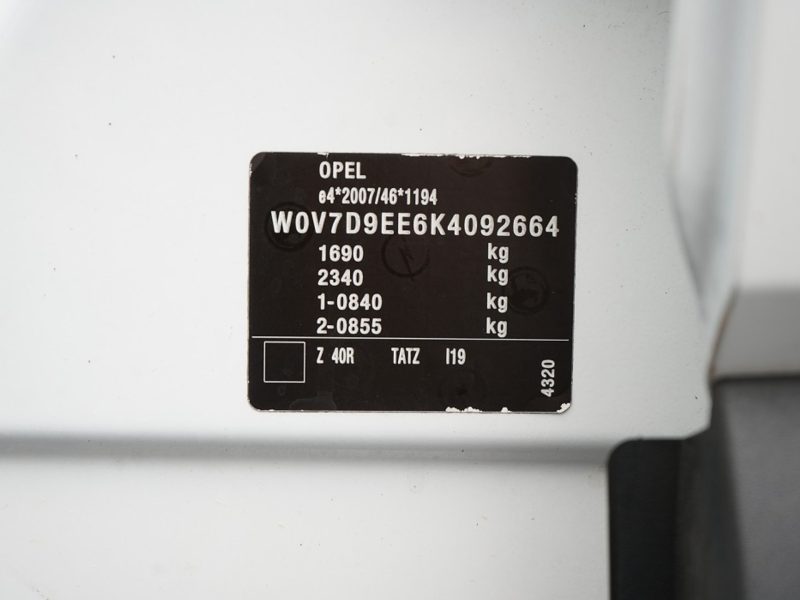 OPEL
e4*2007/46*1194
W0V7D9EE6K4092664
1690 kg
2340 kg
1-0840 kg
2-0855 kg
Z 40R TATZ I19
4320